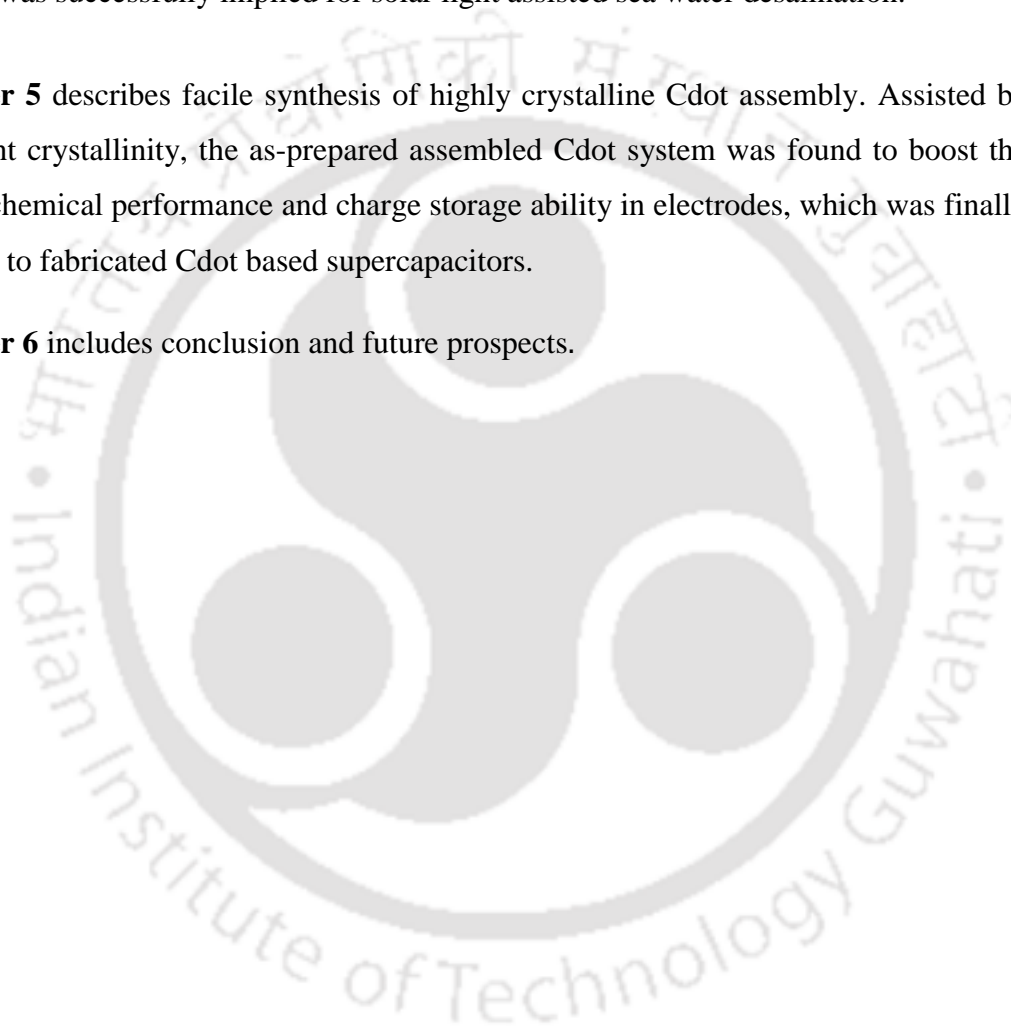 was successfully implied for solar light assisted sea water desalination.
r 5 describes facile synthesis of highly crystalline Cdot assembly. Assisted b
nt crystallinity, the as-prepared assembled Cdot system was found to boost th
chemical performance and charge storage ability in electrodes, which was finall
to fabricated Cdot based supercapacitors.
r 6 includes conclusion and future prospects.
भारतीय प्रौद्योगिकी संस्थान गुवाहाटी
• Indian Institute of Technology Guwahati •